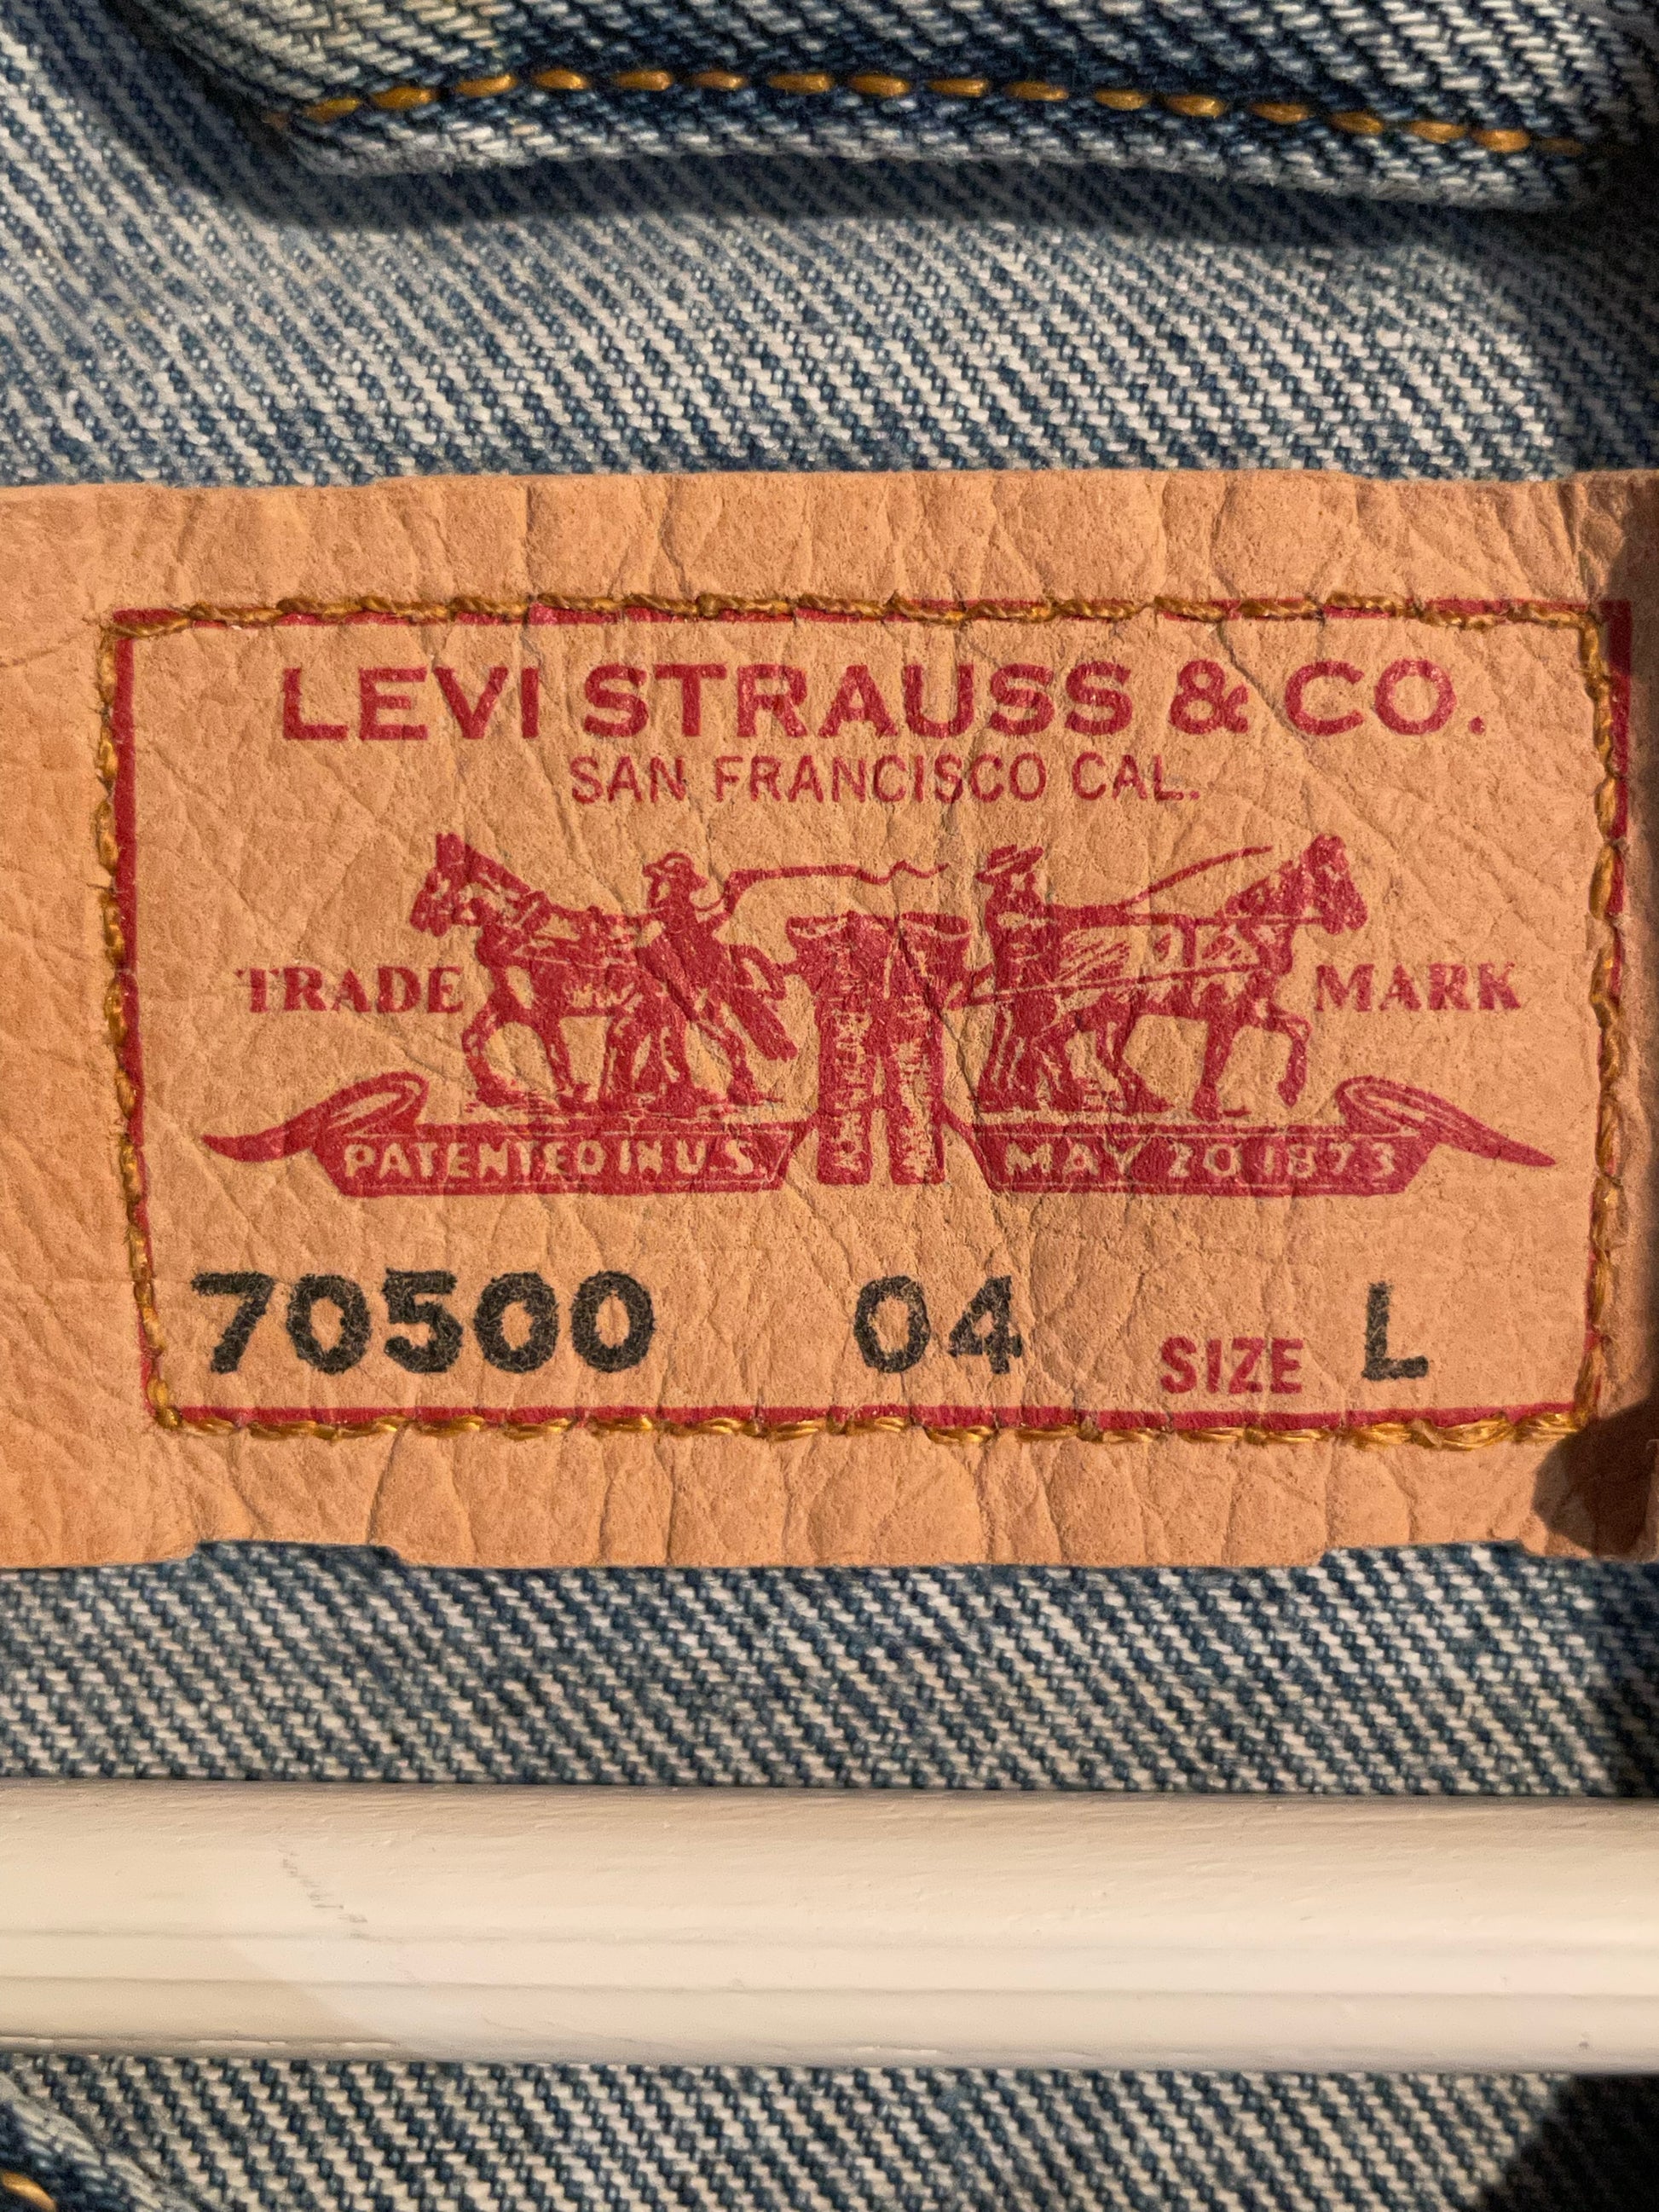 LEVI STRAUSS & CO.
SAN FRANCISCO CAL.
TRADE MARK
PATENTED IN U.S. MAY 20 1873
70500 04 SIZE L